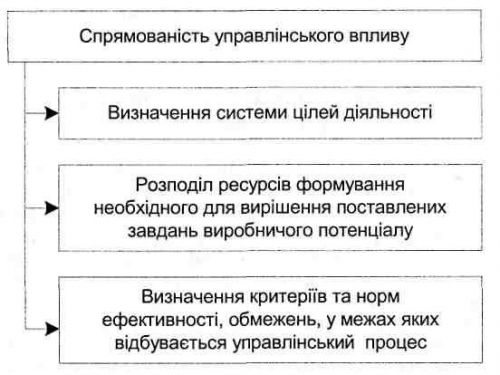 Спрямованість управлінського впливу
Визначення системи цілей діяльності
Розподіл ресурсів формування
необхідного для вирішення поставлених
завдань виробничого потенціалу
Визначення критеріїв та норм
ефективності, обмежень, у межах яких
відбувається управлінський процес